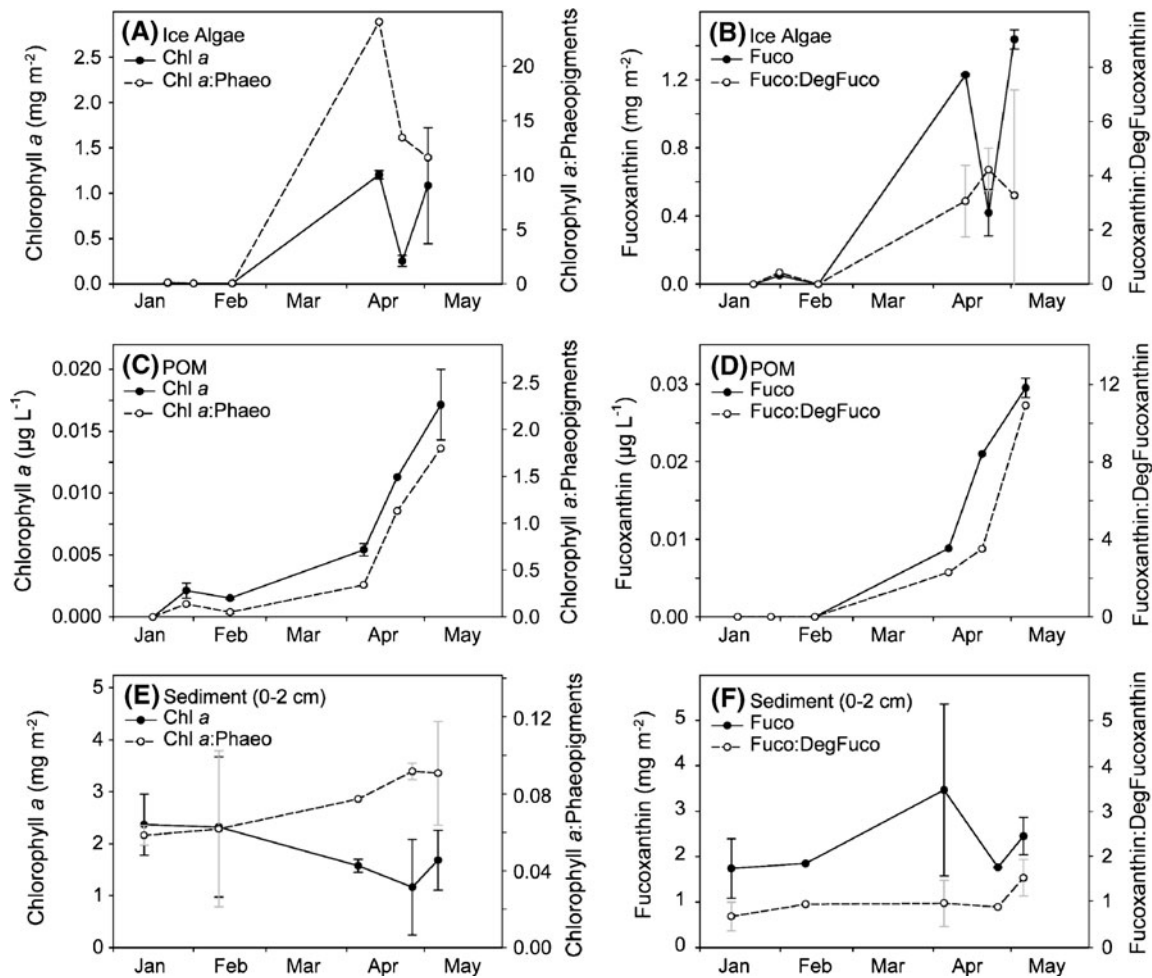 (A) Ice Algae
Chl a
Chl a:Phaeo
Chlorophyll a (mg m-2)
2.5
2.0
1.5
1.0
0.5
0.0
Chlorophyll a:Phaeopigments
20
15
10
5
0
Jan Feb Mar Apr May
(B) Ice Algae
Fuco
Fuco:DegFuco
Fucoxanthin (mg m-2)
1.2
0.8
0.4
0.0
Fucoxanthin:DegFucoxanthin
8
6
4
2
0
Jan Feb Mar Apr May
(C) POM
Chl a
Chl a:Phaeo
Chlorophyll a (µg L-1)
0.020
0.015
0.010
0.005
0.000
Chlorophyll a:Phaeopigments
2.5
2.0
1.5
1.0
0.5
0.0
Jan Feb Mar Apr May
(D) POM
Fuco
Fuco:DegFuco
Fucoxanthin (µg L-1)
0.03
0.02
0.01
0.00
Fucoxanthin:DegFucoxanthin
12
8
4
0
Jan Feb Mar Apr May
(E) Sediment (0-2 cm)
Chl a
Chl a:Phaeo
Chlorophyll a (mg m-2)
5
4
3
2
1
0
Chlorophyll a:Phaeopigments
0.12
0.08
0.04
0.00
Jan Feb Mar Apr May
(F) Sediment (0-2 cm)
Fuco
Fuco:DegFuco
Fucoxanthin (mg m-2)
5
4
3
2
1
0
Fucoxanthin:DegFucoxanthin
5
4
3
2
1
0
Jan Feb Mar Apr May